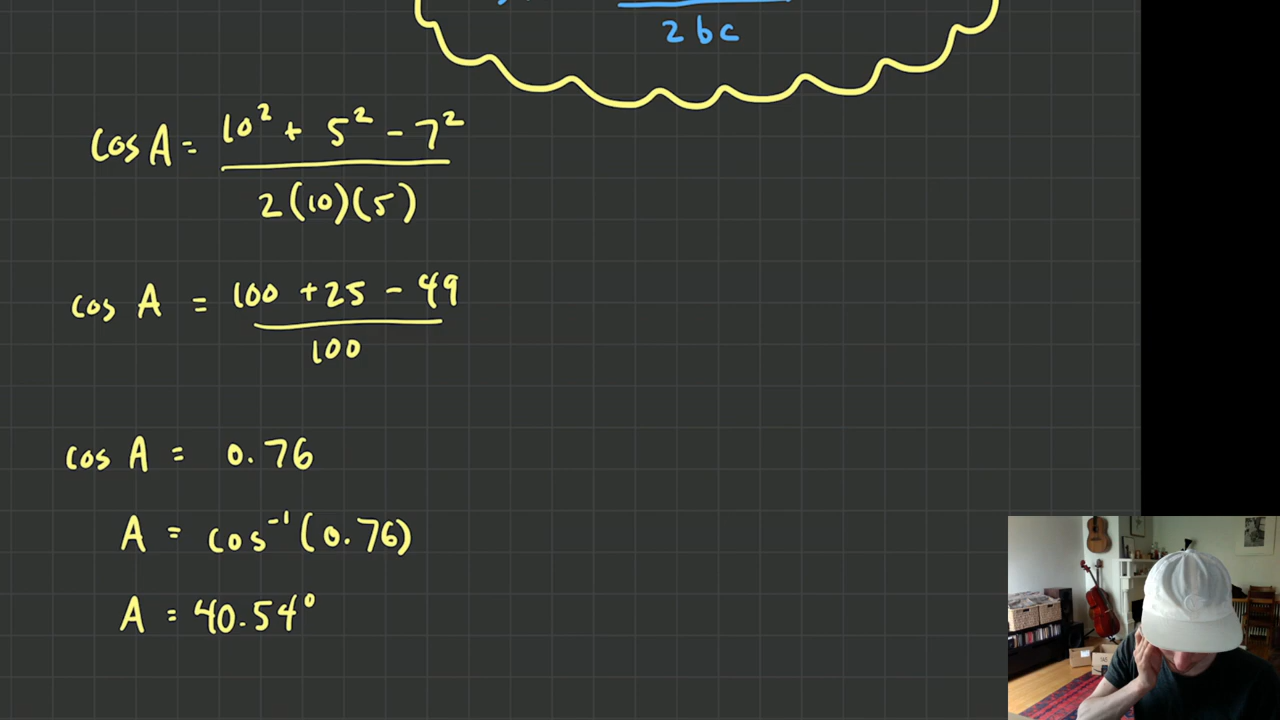 2bc
cos A = 10² + 5² - 7²
2(10)(5)
cos A = 100 + 25 - 49
100
cos A = 0.76
A = cos⁻¹(0.76)
A = 40.54°